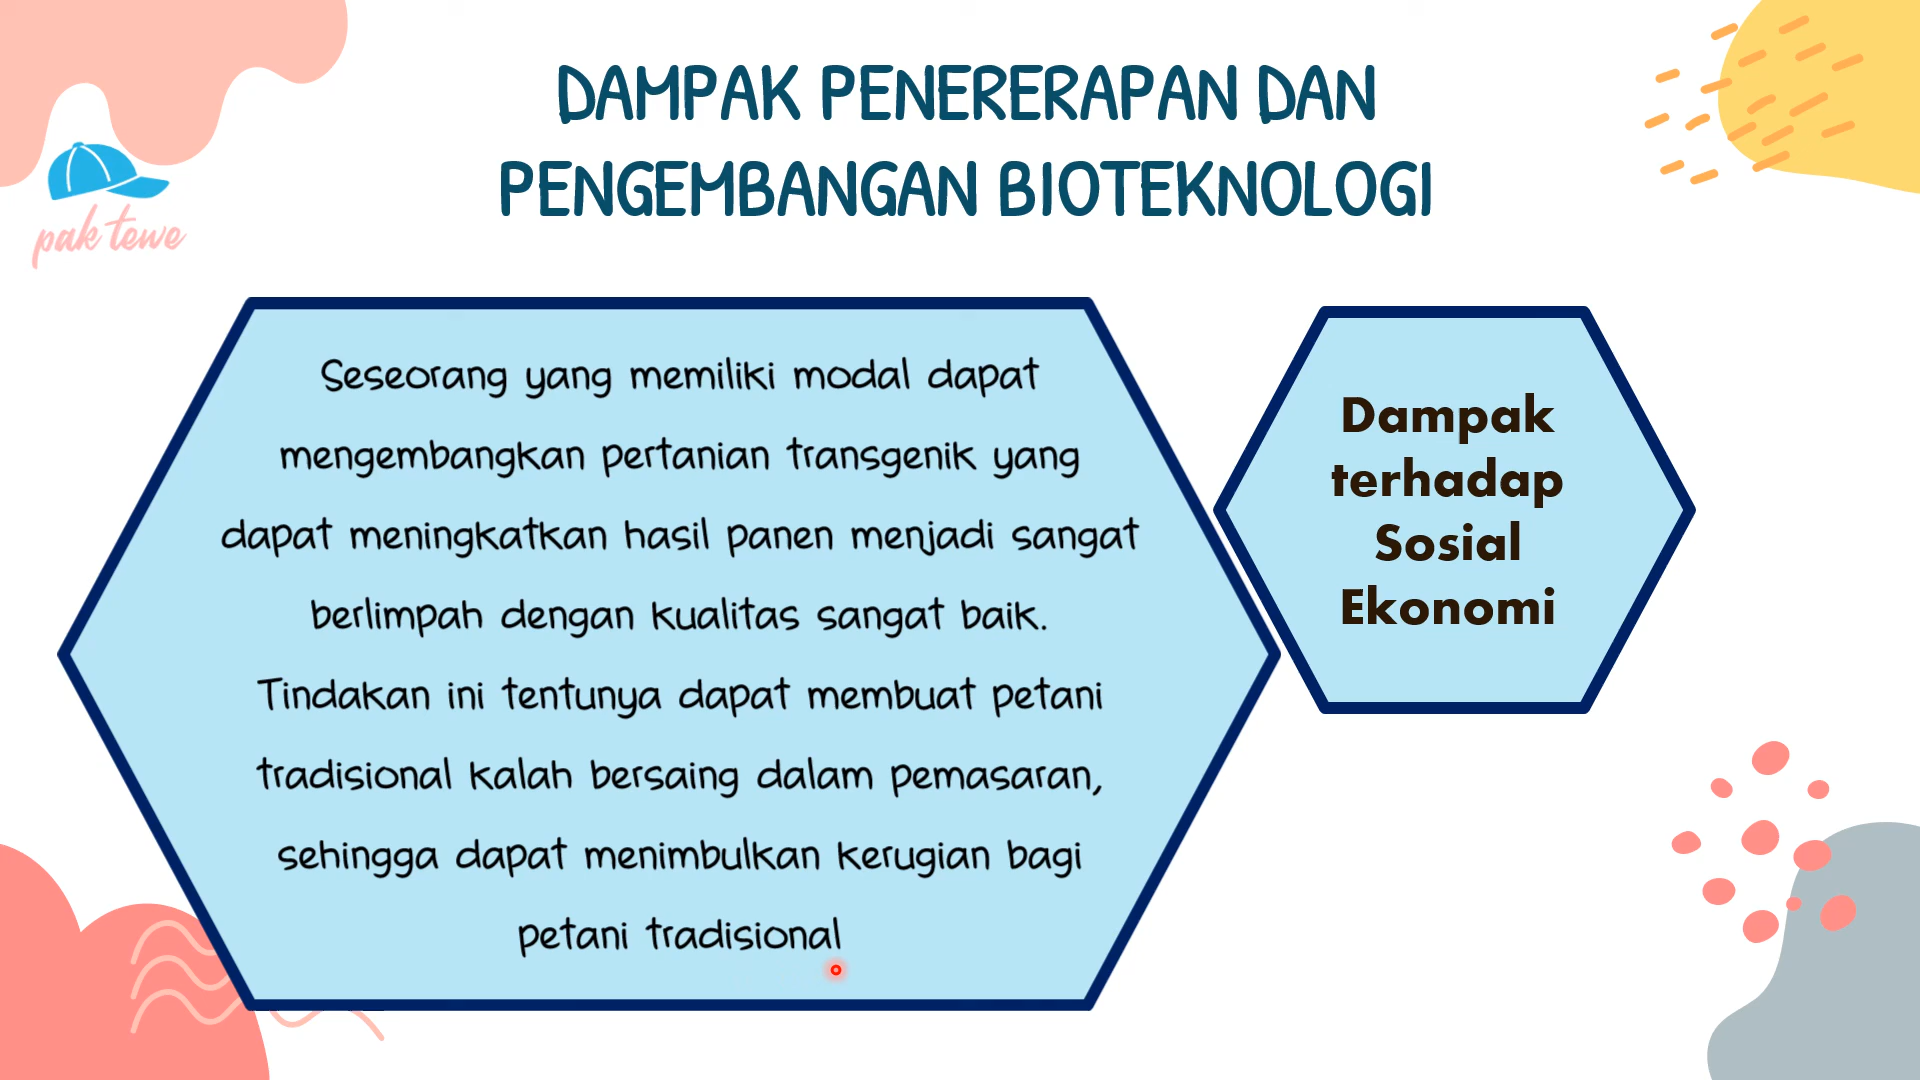 DAMPAK PENERERAPAN DAN
PENGEMBANGAN BIOTEKNOLOGI
pak tewe
Seseorang yang memiliki modal dapat
mengembangkan pertanian transgenik yang
dapat meningkatkan hasil panen menjadi sangat
berlimpah dengan kualitas sangat baik.
Tindakan ini tentunya dapat membuat petani
tradisional kalah bersaing dalam pemasaran,
sehingga dapat menimbulkan kerugian bagi
petani tradisional
Dampak
terhadap
Sosial
Ekonomi